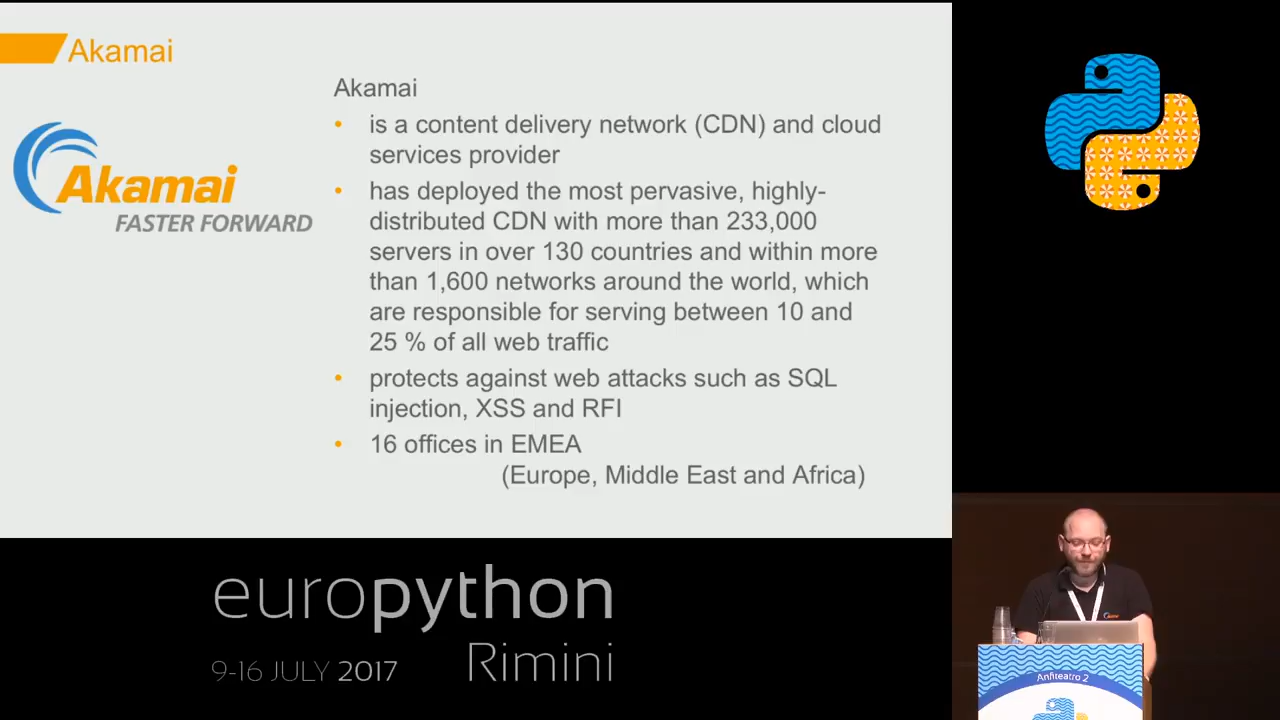 Akamai
Akamai
FASTER FORWARD
Akamai
• is a content delivery network (CDN) and cloud
services provider
• has deployed the most pervasive, highly-
distributed CDN with more than 233,000
servers in over 130 countries and within more
than 1,600 networks around the world, which
are responsible for serving between 10 and
25 % of all web traffic
• protects against web attacks such as SQL
injection, XSS and RFI
• 16 offices in EMEA
(Europe, Middle East and Africa)
europython
Rimini
9-16 JULY 2017
Anfiteatro 2